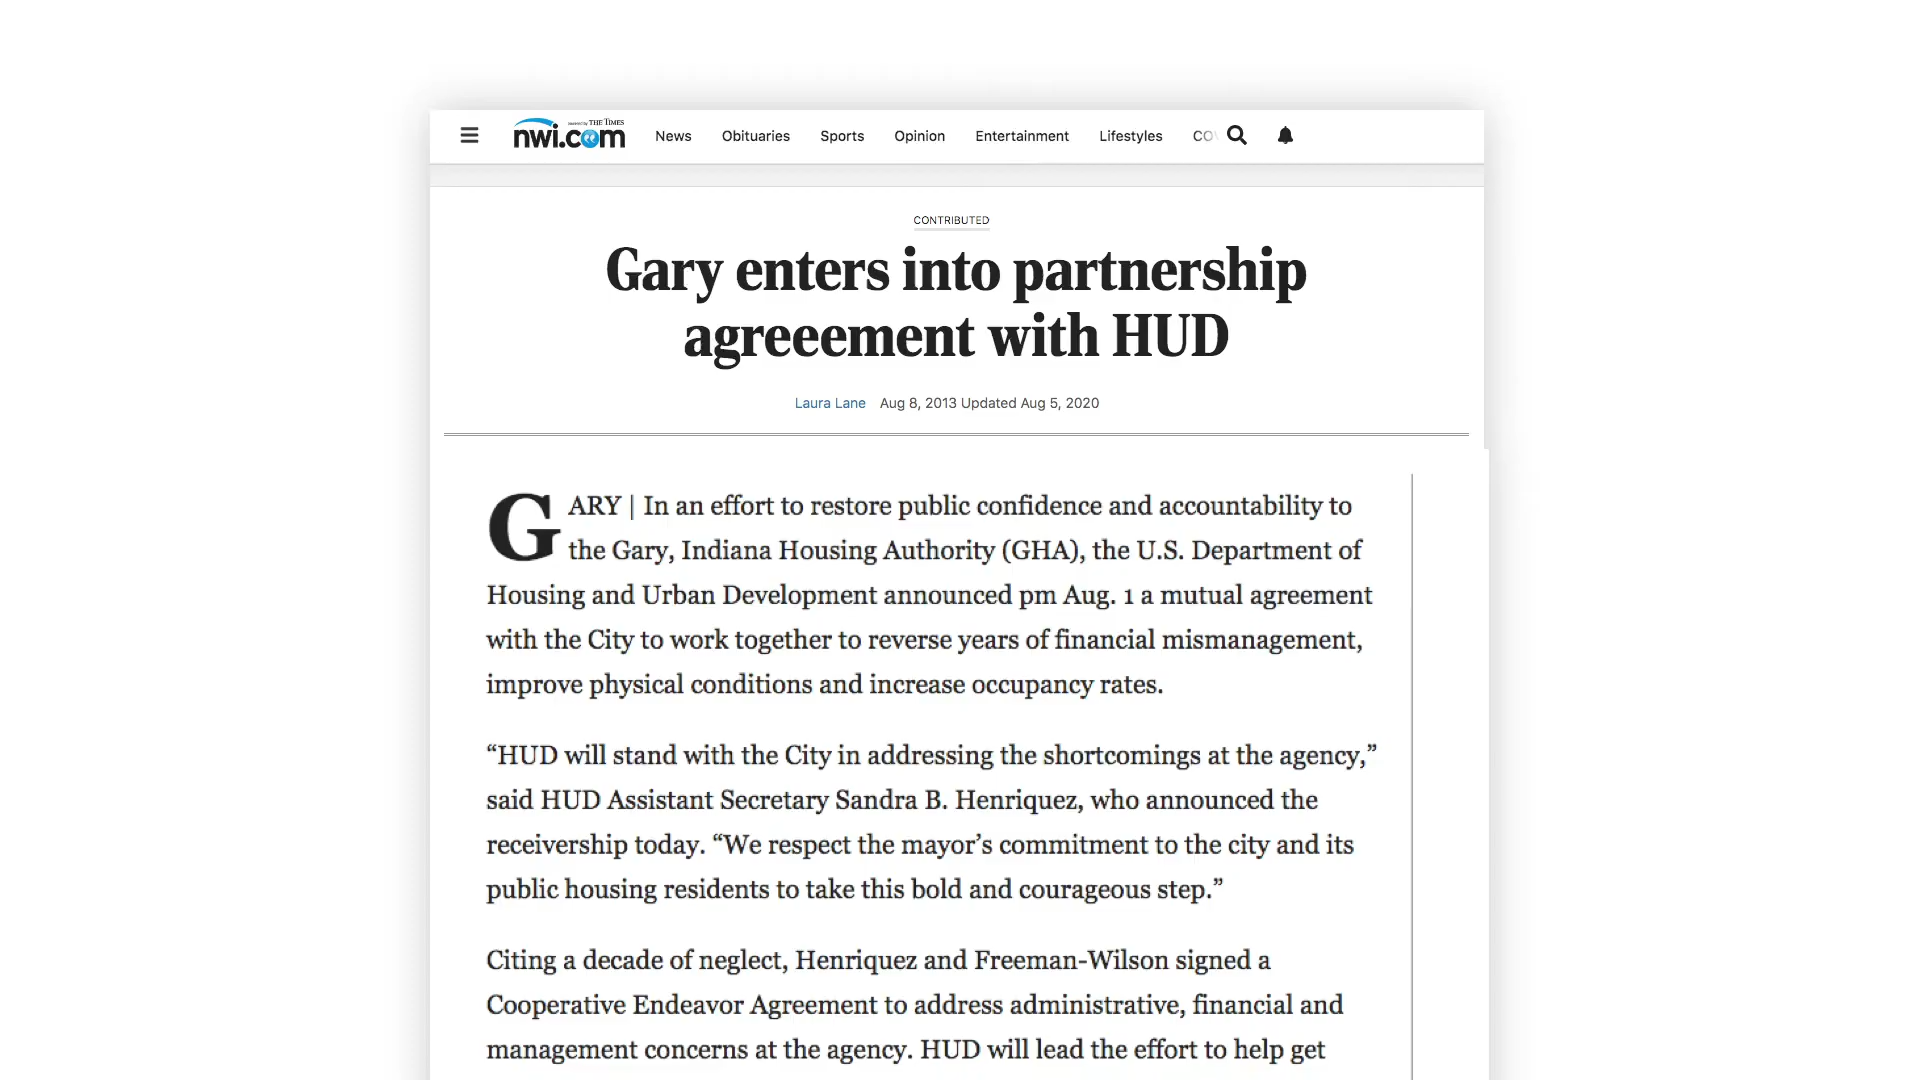 powered by THE TIMES
nwi.com
News Obituaries Sports Opinion Entertainment Lifestyles CO
CONTRIBUTED
Gary enters into partnership
agreeement with HUD
Laura Lane Aug 8, 2013 Updated Aug 5, 2020
GARY | In an effort to restore public confidence and accountability to
the Gary, Indiana Housing Authority (GHA), the U.S. Department of
Housing and Urban Development announced pm Aug. 1 a mutual agreement
with the City to work together to reverse years of financial mismanagement,
improve physical conditions and increase occupancy rates.
“HUD will stand with the City in addressing the shortcomings at the agency,”
said HUD Assistant Secretary Sandra B. Henriquez, who announced the
receivership today. “We respect the mayor’s commitment to the city and its
public housing residents to take this bold and courageous step.”
Citing a decade of neglect, Henriquez and Freeman-Wilson signed a
Cooperative Endeavor Agreement to address administrative, financial and
management concerns at the agency. HUD will lead the effort to help get